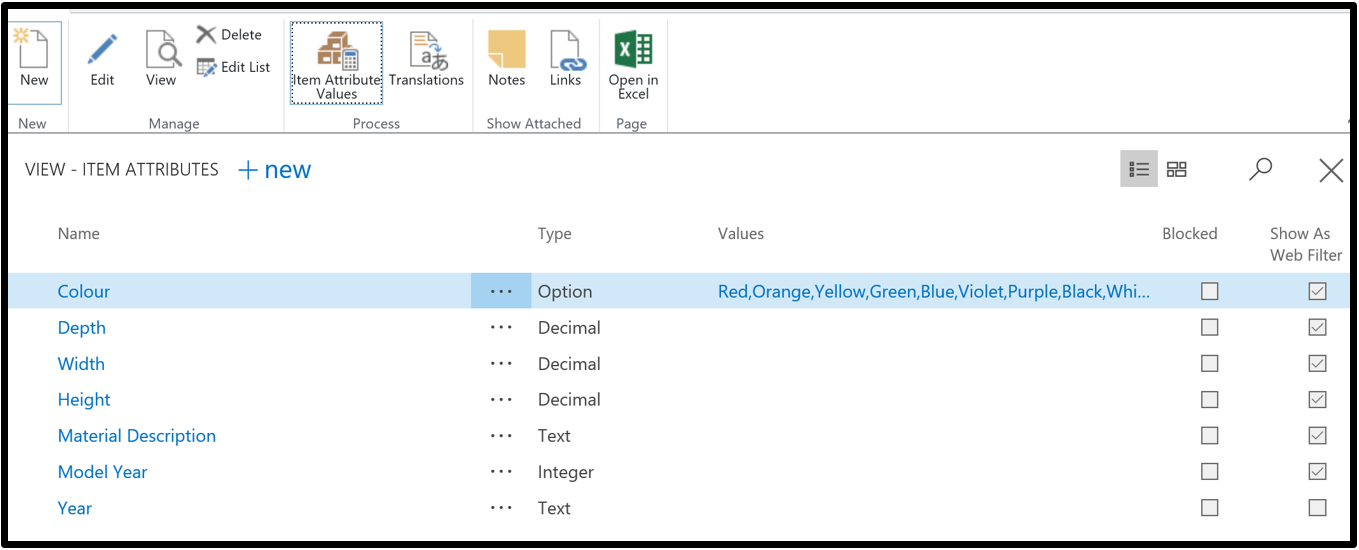 New
Edit
View
Delete
Edit List
Item Attribute
Values
Translations
Notes
Links
Open in
Excel
New
Manage
Process
Show Attached
Page
VIEW - ITEM ATTRIBUTES + new
Name Type Values Blocked Show As
Web Filter
Colour ... Option Red,Orange,Yellow,Green,Blue,Violet,Purple,Black,Whi...
Depth ... Decimal
Width ... Decimal
Height ... Decimal
Material Description ... Text
Model Year ... Integer
Year ... Text